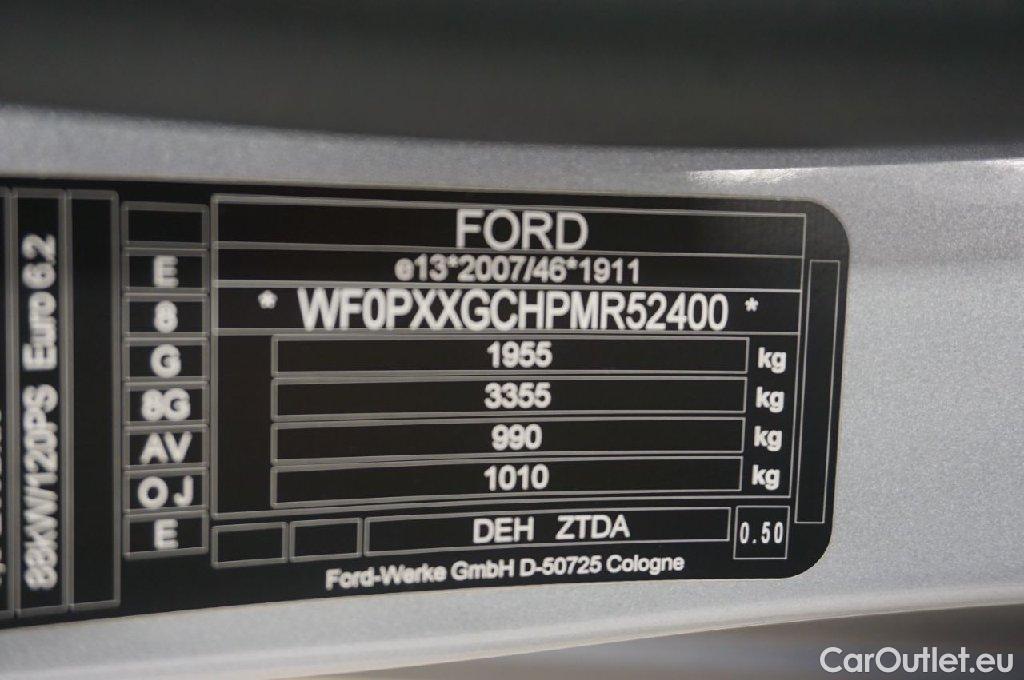 88kW/120PS Euro 6.2
E
8
G
8G
AV
OJ
E
FORD
e13*2007/46*1911
* WF0PXXGCHPMR52400 *
1955 kg
3355 kg
990 kg
1010 kg
DEH ZTDA
0.50
Ford-Werke GmbH D-50725 Cologne
CarOutlet.eu